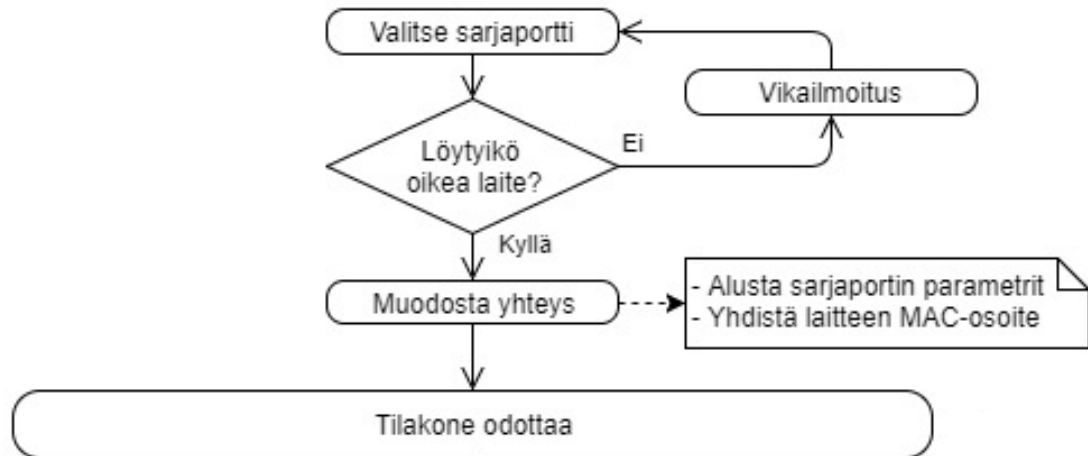 Valitse sarjaportti
Vikailmoitus
Löytyikö
oikea laite?
Ei
Kyllä
Muodosta yhteys
- Alusta sarjaportin parametrit
- Yhdistä laitteen MAC-osoite
Tilakone odottaa